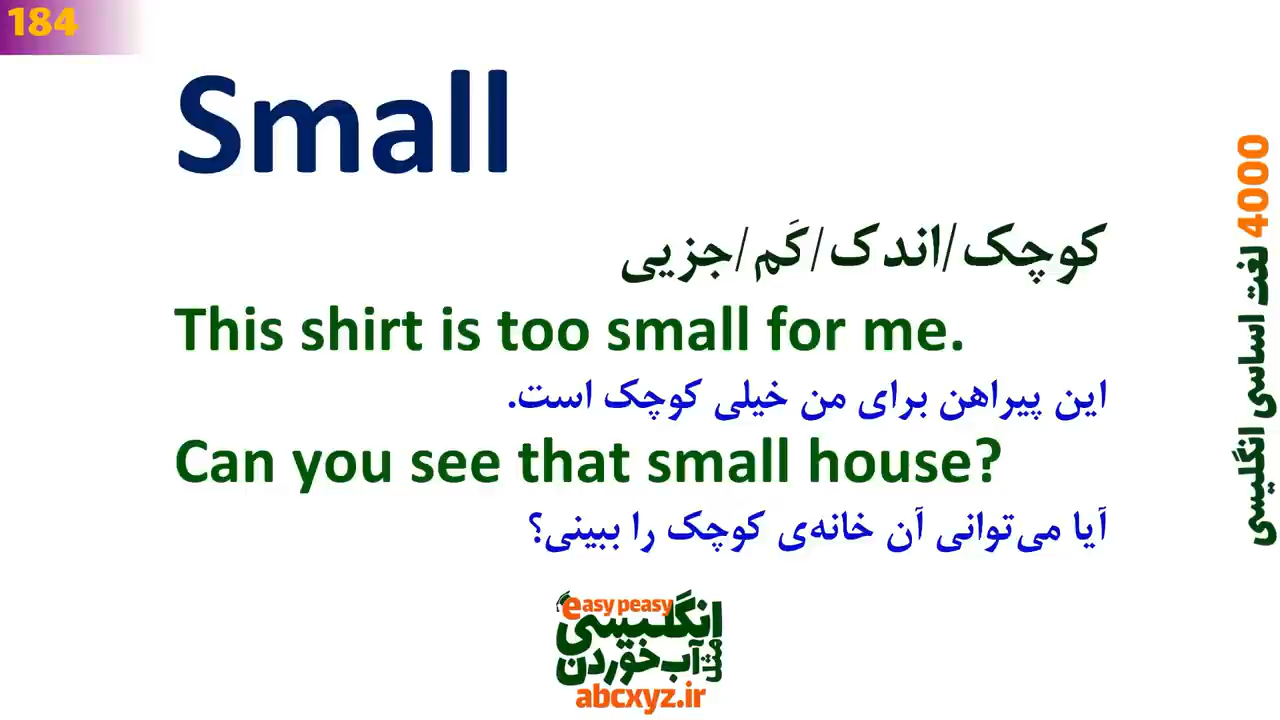 184
Small
کوچک/اندک/کَم/جزیی
This shirt is too small for me.
این پیراهن برای من خیلی کوچک است.
Can you see that small house?
آیا می‌توانی آن خانه‌ی کوچک را ببینی؟
4000 لغت اساسی انگلیسی
easy peasy
انگلیسی
مثل آب خوردن
abcxyz.ir